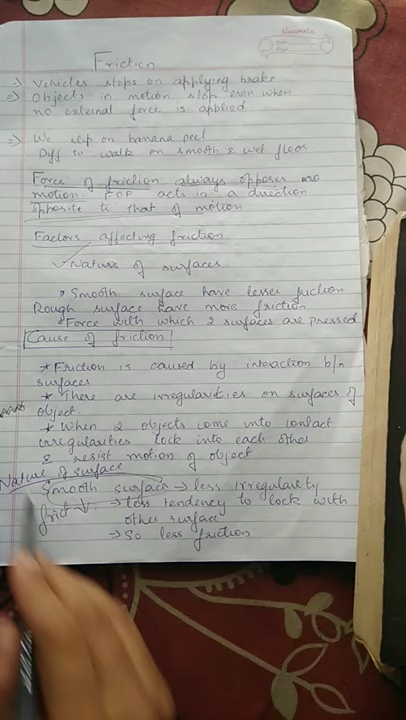 classmate
Date
Page
Friction
→ Vehicles stops on applying brake
⇒ Objects in motion stop even when
no external force is applied
→ We slip on banana peel
Diff to walk on smooth & wet floor
Force of friction always opposes mo
motion. FOF acts in a direction
opposite to that of motion
Factors affecting friction
✓ Nature of surfaces
• Smooth surface have lesser friction
Rough surface have more friction
• Force with which 2 surfaces are pressed
Cause of friction
* Friction is caused by interaction b/n
surfaces
* There are irregularities on surfaces of
object
* When 2 objects come into contact
irregularities lock into each other
& resist motion of object
Nature of surface
Smooth surface → less irregularity
frict ↓ → less tendency to lock with
other surface
→ So less friction